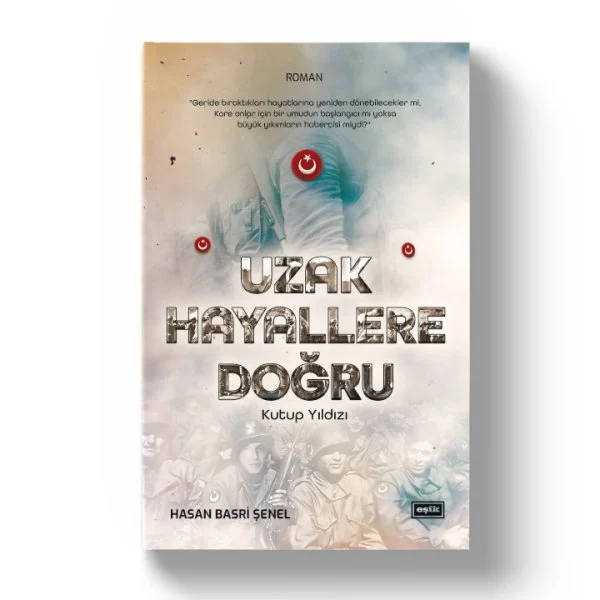 ROMAN
"Geride bıraktıkları hayatlarına yeniden dönebilecekler mi,
Kore onlar için bir umudun başlangıcı mı yoksa
büyük yıkımların habercisi miydi?"
UZAK
HAYALLERE
DOĞRU
Kutup Yıldızı
HASAN BASRİ ŞENEL
eşik